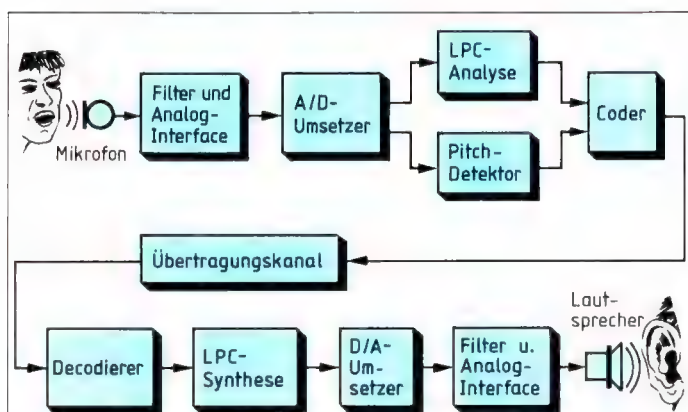 Mikrofon
Filter und
Analog-
Interface
A/D-
Umsetzer
LPC-
Analyse
Pitch-
Detektor
Coder
Übertragungskanal
Decodierer
LPC-
Synthese
D/A-
Um-
setzer
Filter u.
Analog-
Interface
Laut-
sprecher